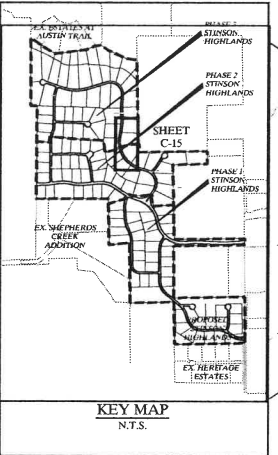 EX. ESTATES AT
AUSTIN TRAIL
PHASE
STINSON
HIGHLANDS
PHASE 2
STINSON
HIGHLANDS
SHEET
C-15
PHASE 1
STINSON
HIGHLANDS
EX. SHEPHERDS
CREEK
ADDITION
PROPOSED
STINSON
HIGHLANDS
EX. HERITAGE
ESTATES
KEY MAP
N.T.S.